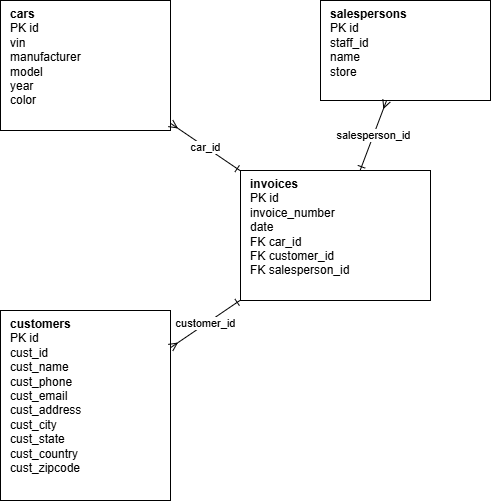 cars
PK id
vin
manufacturer
model
year
color
salespersons
PK id
staff_id
name
store
car_id
salesperson_id
invoices
PK id
invoice_number
date
FK car_id
FK customer_id
FK salesperson_id
customer_id
customers
PK id
cust_id
cust_name
cust_phone
cust_email
cust_address
cust_city
cust_state
cust_country
cust_zipcode